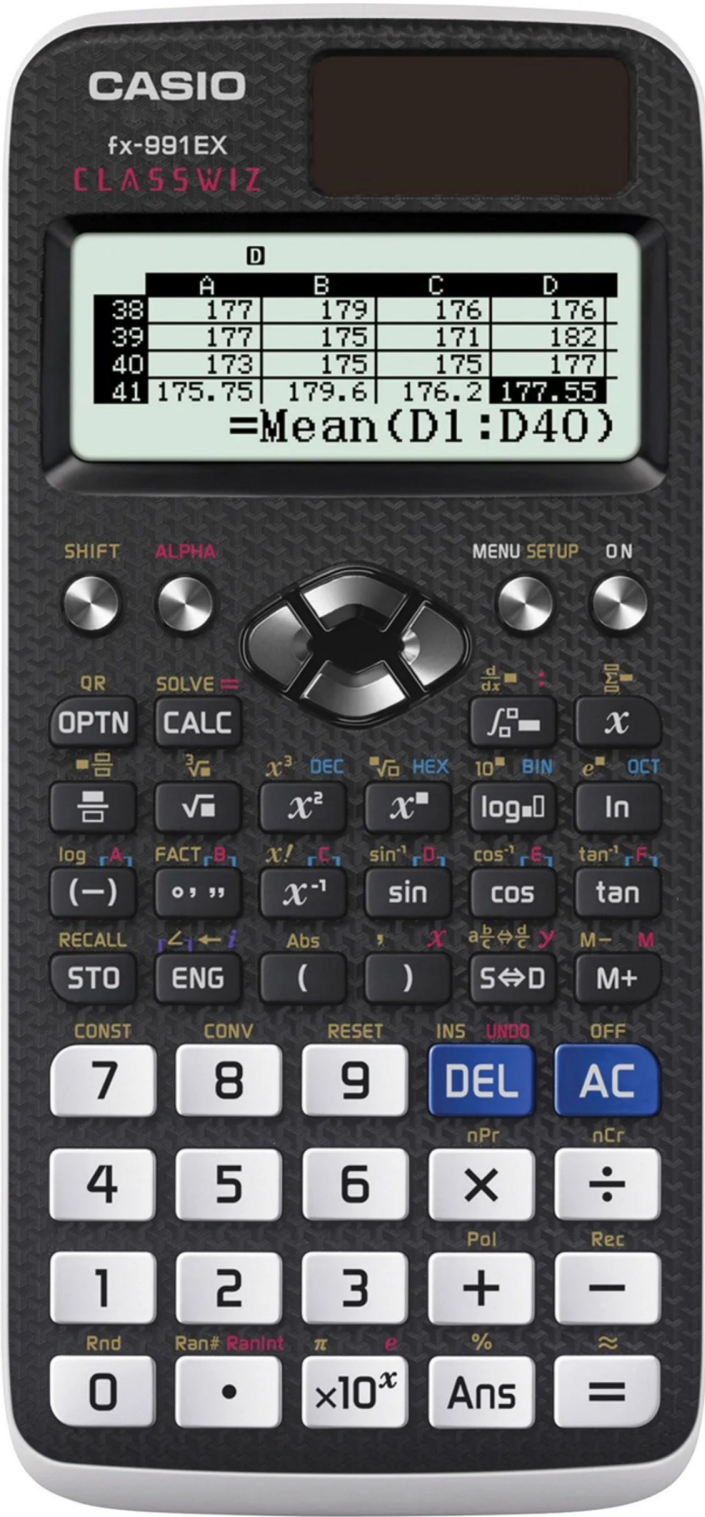 CASIO
fx-991EX
CLASSWIZ
D
A B C D
38 177 179 176 176
39 177 175 171 182
40 173 175 175 177
41 175.75 179.6 176.2 177.55
=Mean(D1:D40)
SHIFT ALPHA MENU SETUP ON
QR SOLVE = d/dx■ : Σ■
OPTN CALC ∫■ x
■ ∛■ x³ DEC ■√□ HEX 10■ BIN e■ OCT
√■ x² x■ log■□ ln
log A FACT B x! C sin⁻¹ D cos⁻¹ E tan⁻¹ F
(−) ° ’ ” x⁻¹ sin cos tan
RECALL ∠ ← i Abs , x a b/c⇔d/c y M− M
STO ENG ( ) S⇔D M+
CONST CONV RESET INS UNDO OFF
7 8 9 DEL AC
nPr nCr
4 5 6 × ÷
Pol Rec
1 2 3 + −
Rnd Ran# RanInt π e % ≈
0 • ×10ˣ Ans =